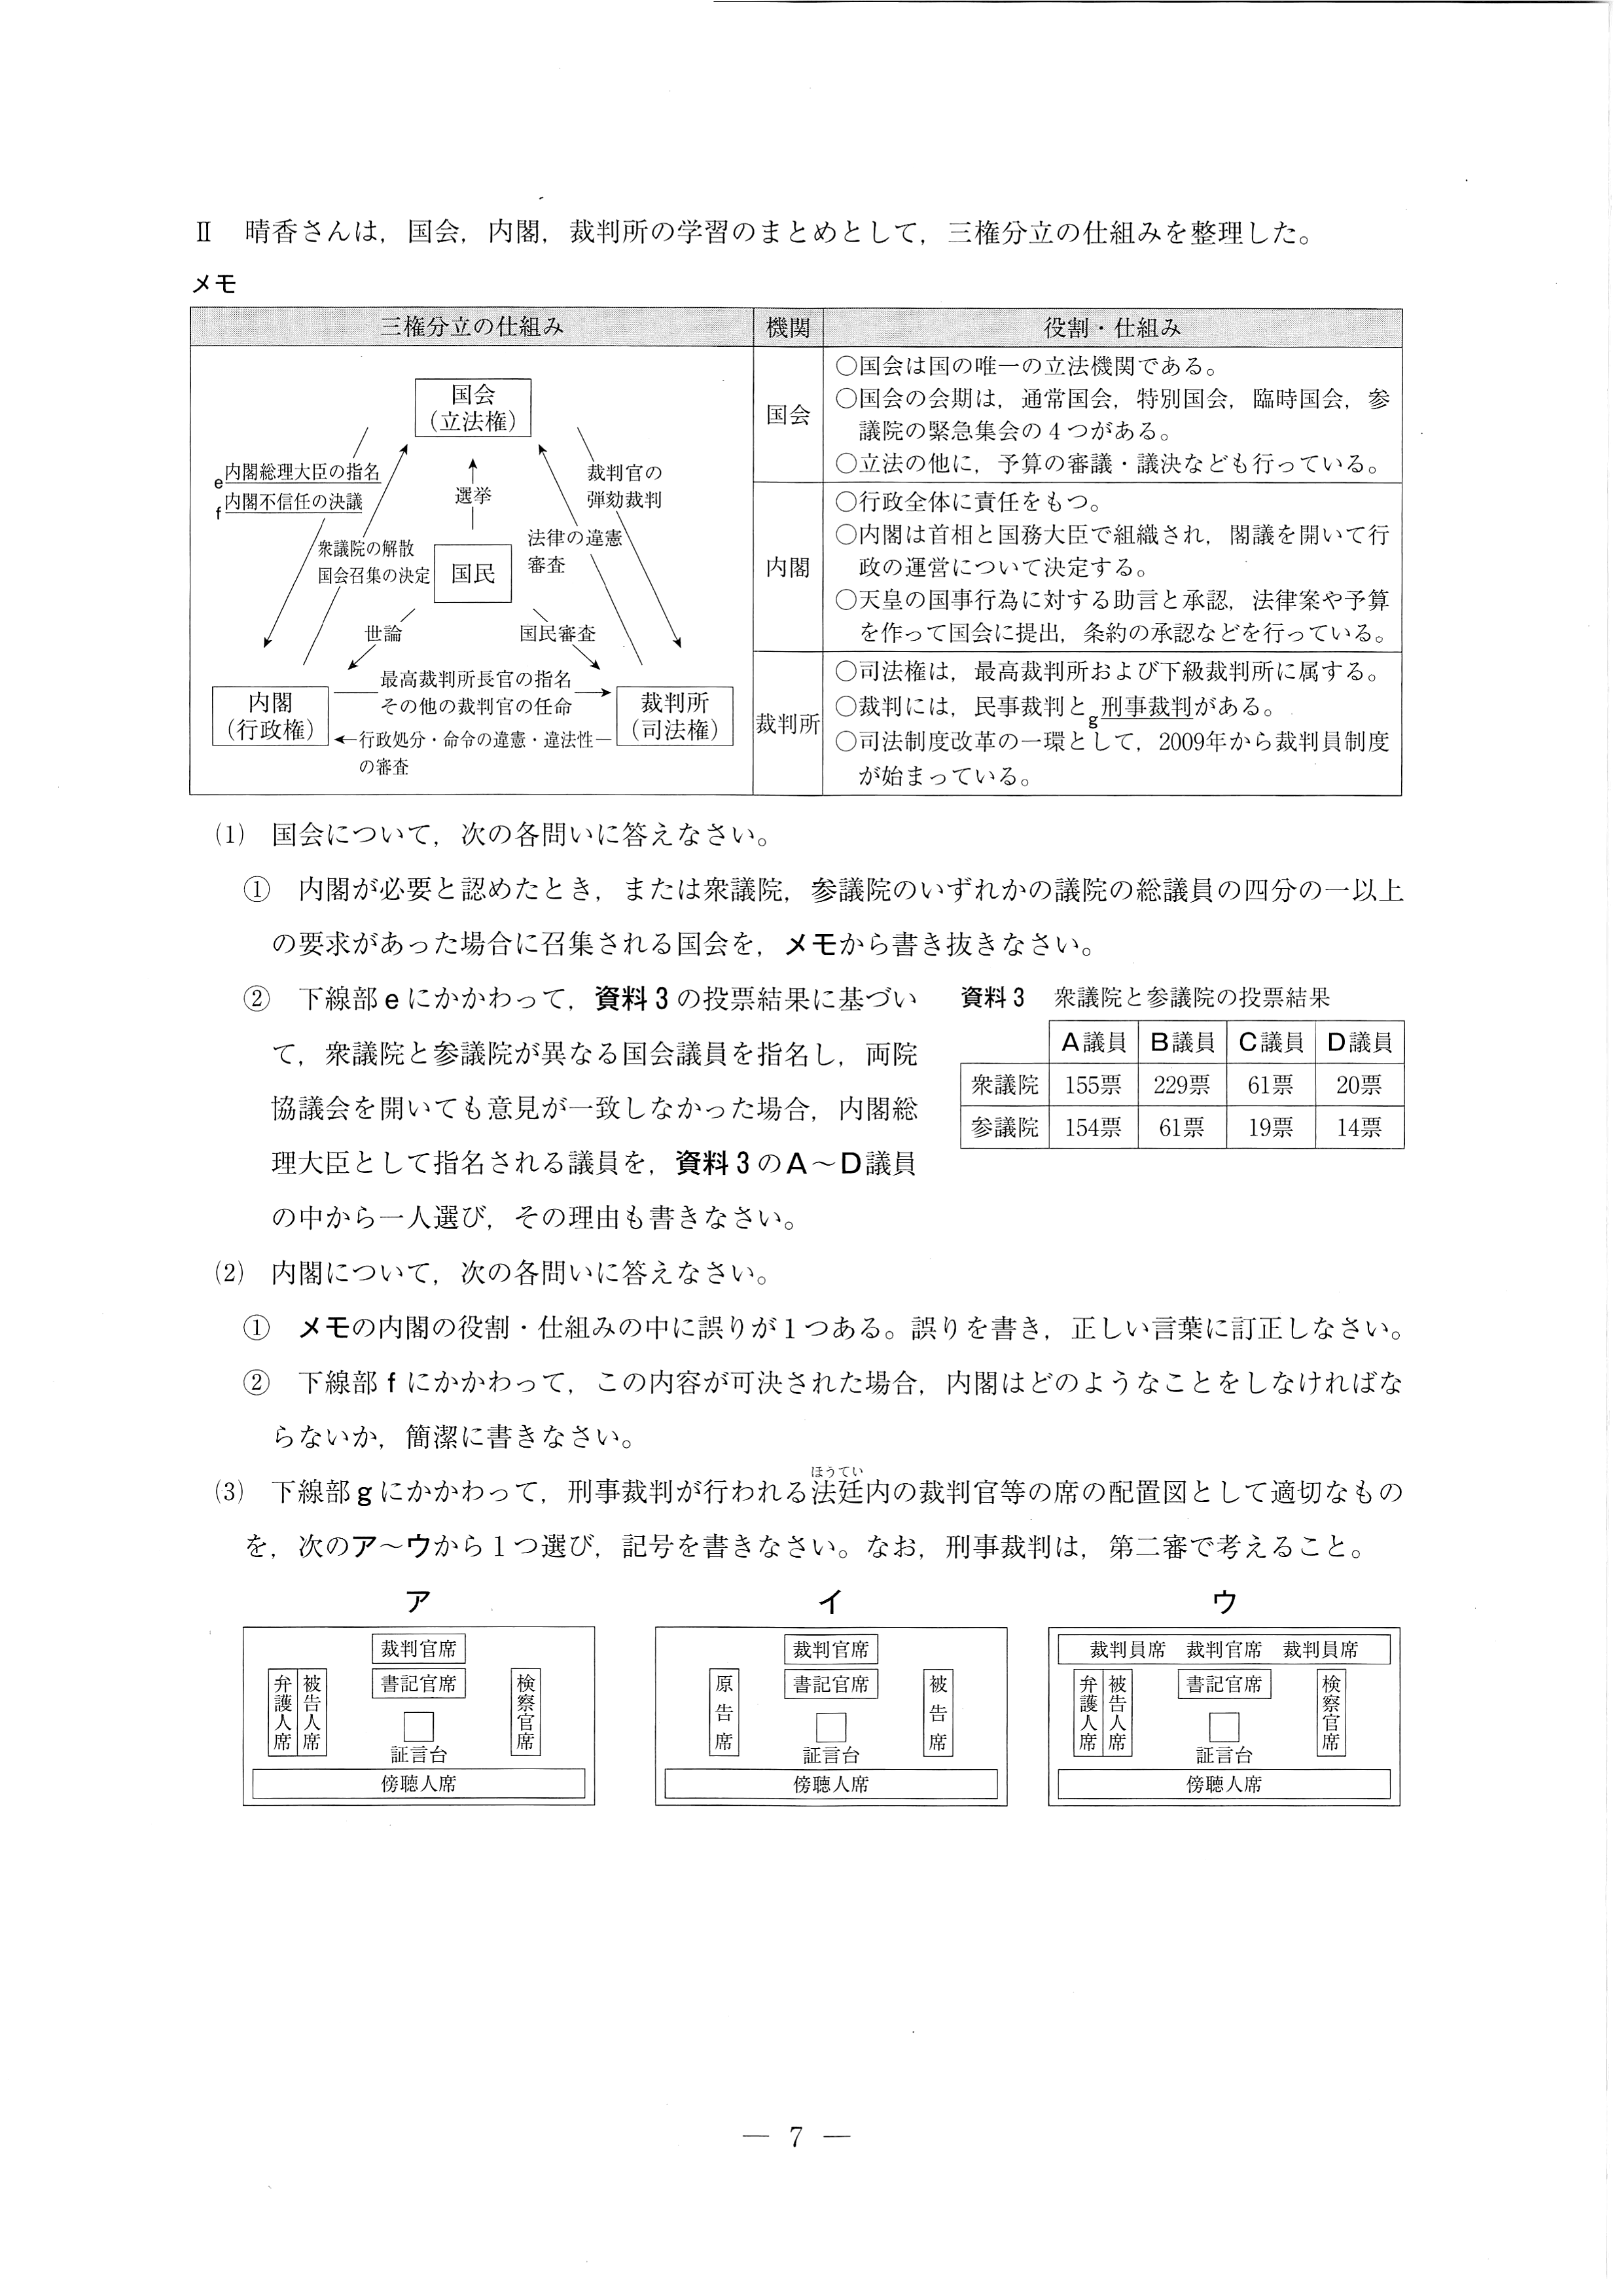 Ⅱ 晴香さんは，国会，内閣，裁判所の学習のまとめとして，三権分立の仕組みを整理した。
メモ
三権分立の仕組み
機関
役割・仕組み
国会
（立法権）
e内閣総理大臣の指名
f内閣不信任の決議
選挙
裁判官の
弾劾裁判
衆議院の解散
国会召集の決定
国民
法律の違憲
審査
世論
国民審査
最高裁判所長官の指名
その他の裁判官の任命
内閣
（行政権）
裁判所
（司法権）
行政処分・命令の違憲・違法性
の審査
国会
○国会は国の唯一の立法機関である。
○国会の会期は，通常国会，特別国会，臨時国会，参
議院の緊急集会の4つがある。
○立法の他に，予算の審議・議決なども行っている。
内閣
○行政全体に責任をもつ。
○内閣は首相と国務大臣で組織され，閣議を開いて行
政の運営について決定する。
○天皇の国事行為に対する助言と承認，法律案や予算
を作って国会に提出，条約の承認などを行っている。
裁判所
○司法権は，最高裁判所および下級裁判所に属する。
○裁判には，民事裁判とg刑事裁判がある。
○司法制度改革の一環として，2009年から裁判員制度
が始まっている。
(1) 国会について，次の各問いに答えなさい。
① 内閣が必要と認めたとき，または衆議院，参議院のいずれかの議院の総議員の四分の一以上
の要求があった場合に召集される国会を，メモから書き抜きなさい。
② 下線部eにかかわって，資料3の投票結果に基づい
て，衆議院と参議院が異なる国会議員を指名し，両院
協議会を開いても意見が一致しなかった場合，内閣総
理大臣として指名される議員を，資料3のA～D議員
の中から一人選び，その理由も書きなさい。
資料3 衆議院と参議院の投票結果
A議員 B議員 C議員 D議員
衆議院 155票 229票 61票 20票
参議院 154票 61票 19票 14票
(2) 内閣について，次の各問いに答えなさい。
① メモの内閣の役割・仕組みの中に誤りが1つある。誤りを書き，正しい言葉に訂正しなさい。
② 下線部fにかかわって，この内容が可決された場合，内閣はどのようなことをしなければな
らないか，簡潔に書きなさい。
ほうてい
(3) 下線部gにかかわって，刑事裁判が行われる法廷内の裁判官等の席の配置図として適切なもの
を，次のア～ウから1つ選び，記号を書きなさい。なお，刑事裁判は，第二審で考えること。
ア
裁判官席
書記官席
弁護人席
被告人席
検察官席
証言台
傍聴人席
イ
裁判官席
書記官席
原告席
被告席
証言台
傍聴人席
ウ
裁判員席 裁判官席 裁判員席
書記官席
弁護人席
被告人席
検察官席
証言台
傍聴人席
— 7 —